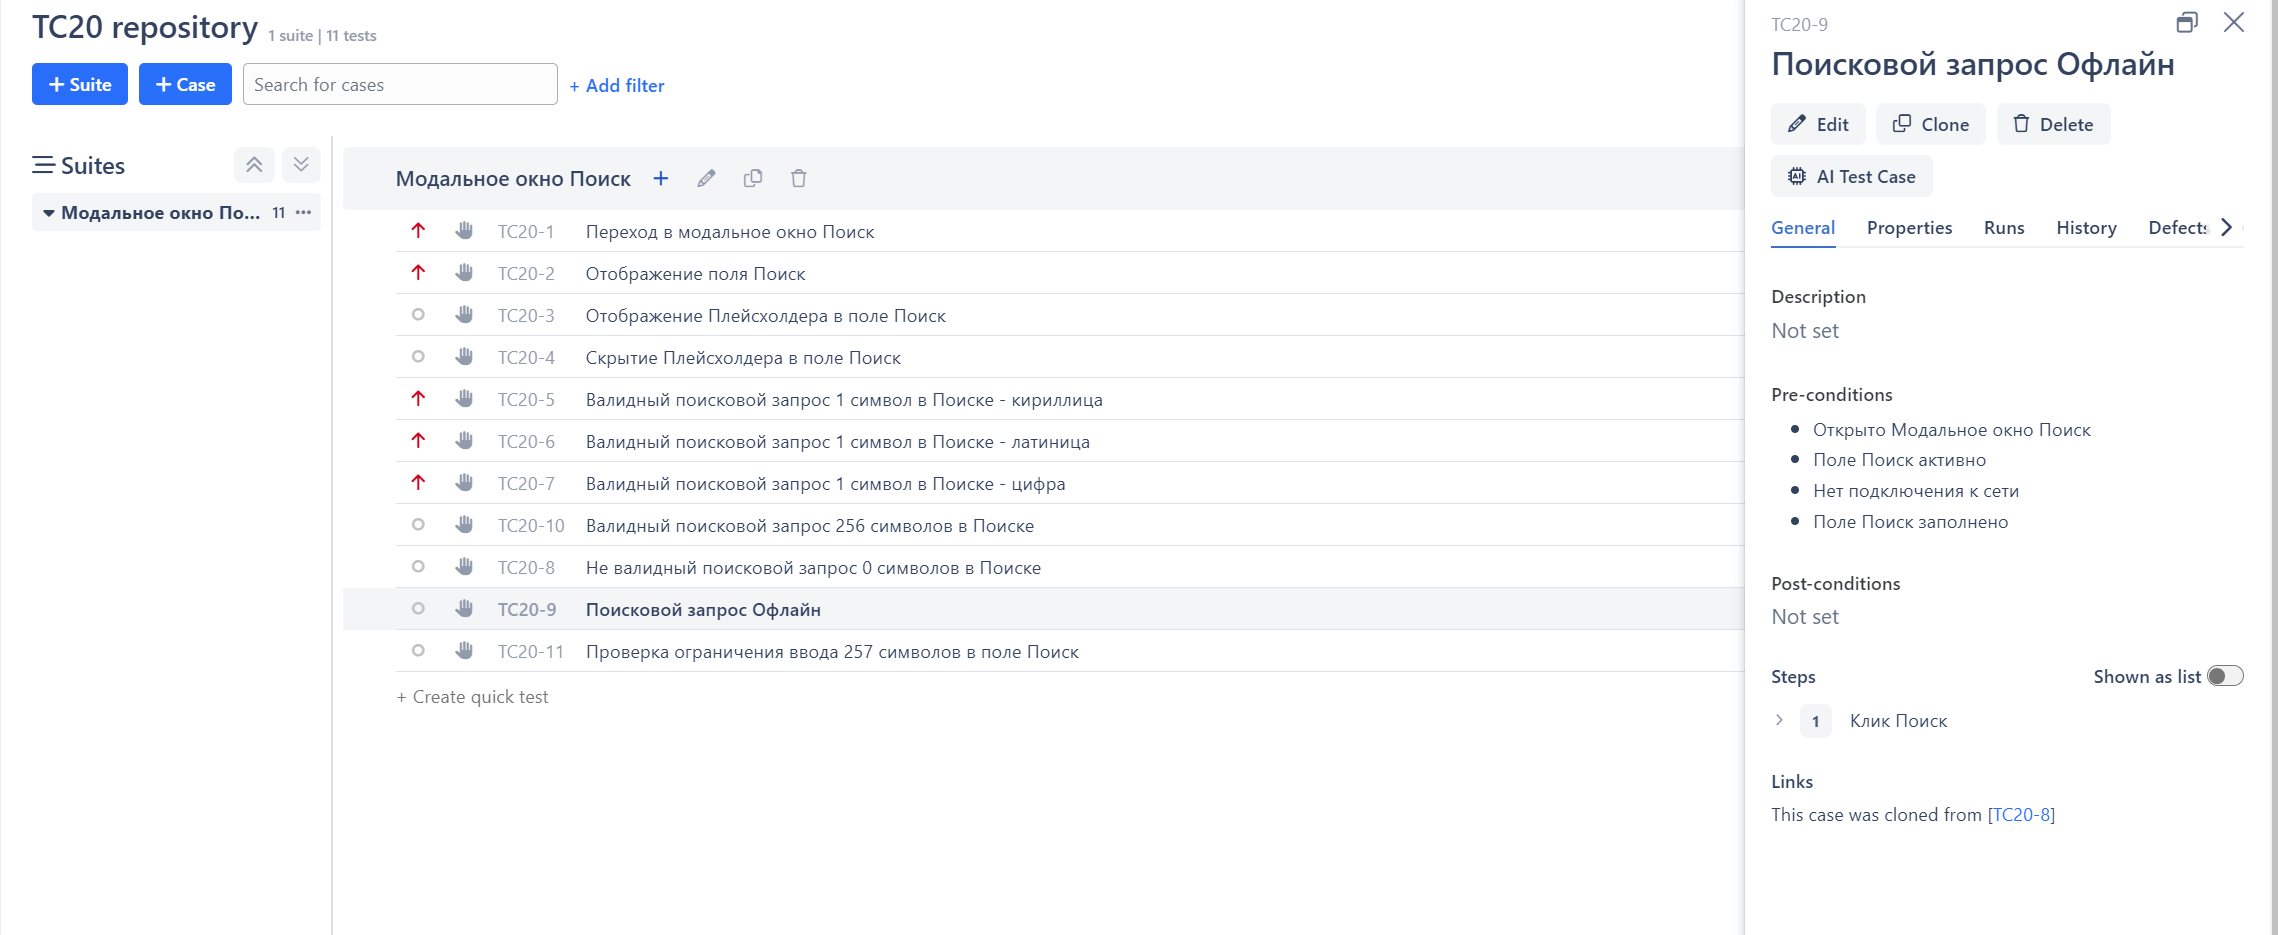 TC20 repository 1 suite | 11 tests
+ Suite + Case Search for cases + Add filter
Suites
Модальное окно По... 11 ···
Модальное окно Поиск +
TC20-1 Переход в модальное окно Поиск
TC20-2 Отображение поля Поиск
TC20-3 Отображение Плейсхолдера в поле Поиск
TC20-4 Скрытие Плейсхолдера в поле Поиск
TC20-5 Валидный поисковой запрос 1 символ в Поиске - кириллица
TC20-6 Валидный поисковой запрос 1 символ в Поиске - латиница
TC20-7 Валидный поисковой запрос 1 символ в Поиске - цифра
TC20-10 Валидный поисковой запрос 256 символов в Поиске
TC20-8 Не валидный поисковой запрос 0 символов в Поиске
TC20-9 Поисковой запрос Офлайн
TC20-11 Проверка ограничения ввода 257 символов в поле Поиск
+ Create quick test
TC20-9
Поисковой запрос Офлайн
Edit Clone Delete
AI Test Case
General Properties Runs History Defects
Description
Not set
Pre-conditions
• Открыто Модальное окно Поиск
• Поле Поиск активно
• Нет подключения к сети
• Поле Поиск заполнено
Post-conditions
Not set
Steps Shown as list
1 Клик Поиск
Links
This case was cloned from [TC20-8]